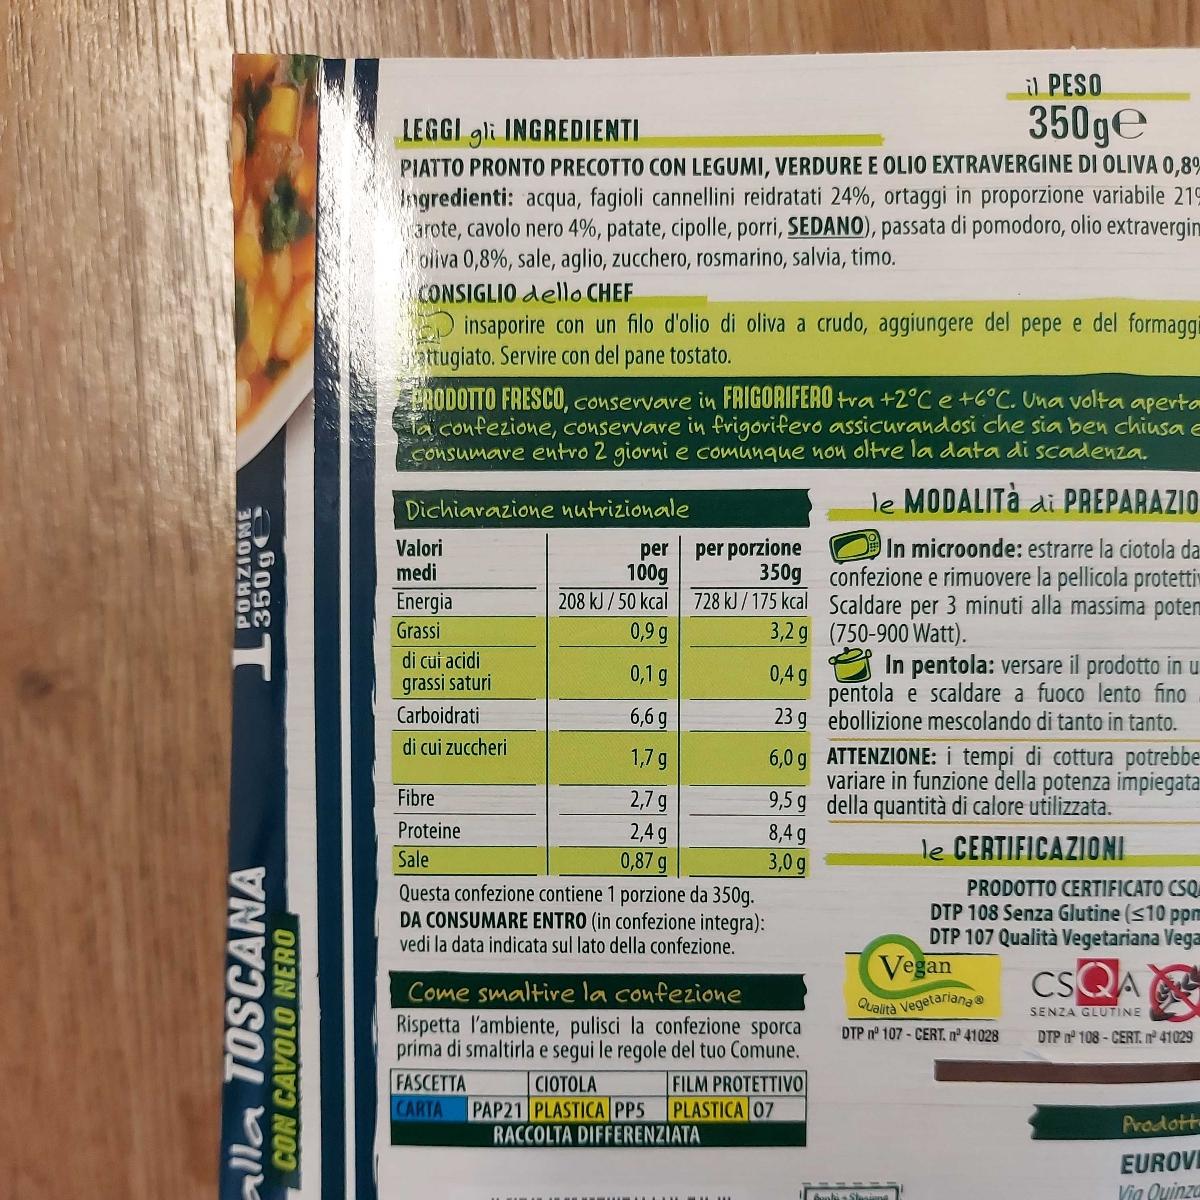 il PESO
350g℮
LEGGI gli INGREDIENTI
PIATTO PRONTO PRECOTTO CON LEGUMI, VERDURE E OLIO EXTRAVERGINE DI OLIVA 0,8%
Ingredienti: acqua, fagioli cannellini reidratati 24%, ortaggi in proporzione variabile 21%
arote, cavolo nero 4%, patate, cipolle, porri, SEDANO), passata di pomodoro, olio extravergin
oliva 0,8%, sale, aglio, zucchero, rosmarino, salvia, timo.
CONSIGLIO dello CHEF
insaporire con un filo d'olio di oliva a crudo, aggiungere del pepe e del formaggi
attugiato. Servire con del pane tostato.
PRODOTTO FRESCO, conservare in FRIGORIFERO tra +2°C e +6°C. Una volta aperta
la confezione, conservare in frigorifero assicurandosi che sia ben chiusa e
consumare entro 2 giorni e comunque non oltre la data di scadenza.
Dichiarazione nutrizionale
Valori medi per 100g per porzione 350g
Energia 208 kJ / 50 kcal 728 kJ / 175 kcal
Grassi 0,9 g 3,2 g
di cui acidi grassi saturi 0,1 g 0,4 g
Carboidrati 6,6 g 23 g
di cui zuccheri 1,7 g 6,0 g
Fibre 2,7 g 9,5 g
Proteine 2,4 g 8,4 g
Sale 0,87 g 3,0 g
Questa confezione contiene 1 porzione da 350g.
DA CONSUMARE ENTRO (in confezione integra):
vedi la data indicata sul lato della confezione.
Come smaltire la confezione
Rispetta l'ambiente, pulisci la confezione sporca
prima di smaltirla e segui le regole del tuo Comune.
FASCETTA CIOTOLA FILM PROTETTIVO
CARTA PAP21 PLASTICA PP5 PLASTICA 07
RACCOLTA DIFFERENZIATA
le MODALITà di PREPARAZIO
In microonde: estrarre la ciotola da
confezione e rimuovere la pellicola protettiv
Scaldare per 3 minuti alla massima poten
(750-900 Watt).
In pentola: versare il prodotto in u
pentola e scaldare a fuoco lento fino
ebollizione mescolando di tanto in tanto.
ATTENZIONE: i tempi di cottura potrebbe
variare in funzione della potenza impiegata
della quantità di calore utilizzata.
le CERTIFICAZIONI
PRODOTTO CERTIFICATO CSQA
DTP 108 Senza Glutine (≤10 ppm
DTP 107 Qualità Vegetariana Vega
Vegan
Qualità Vegetariana®
DTP n° 107 - CERT. n° 41028
CSQA
SENZA GLUTINE
DTP n° 108 - CERT. n° 41029
Prodott
EUROV
Via Quinz
1 PORZIONE
350g℮
alla TOSCANA
CON CAVOLO NERO